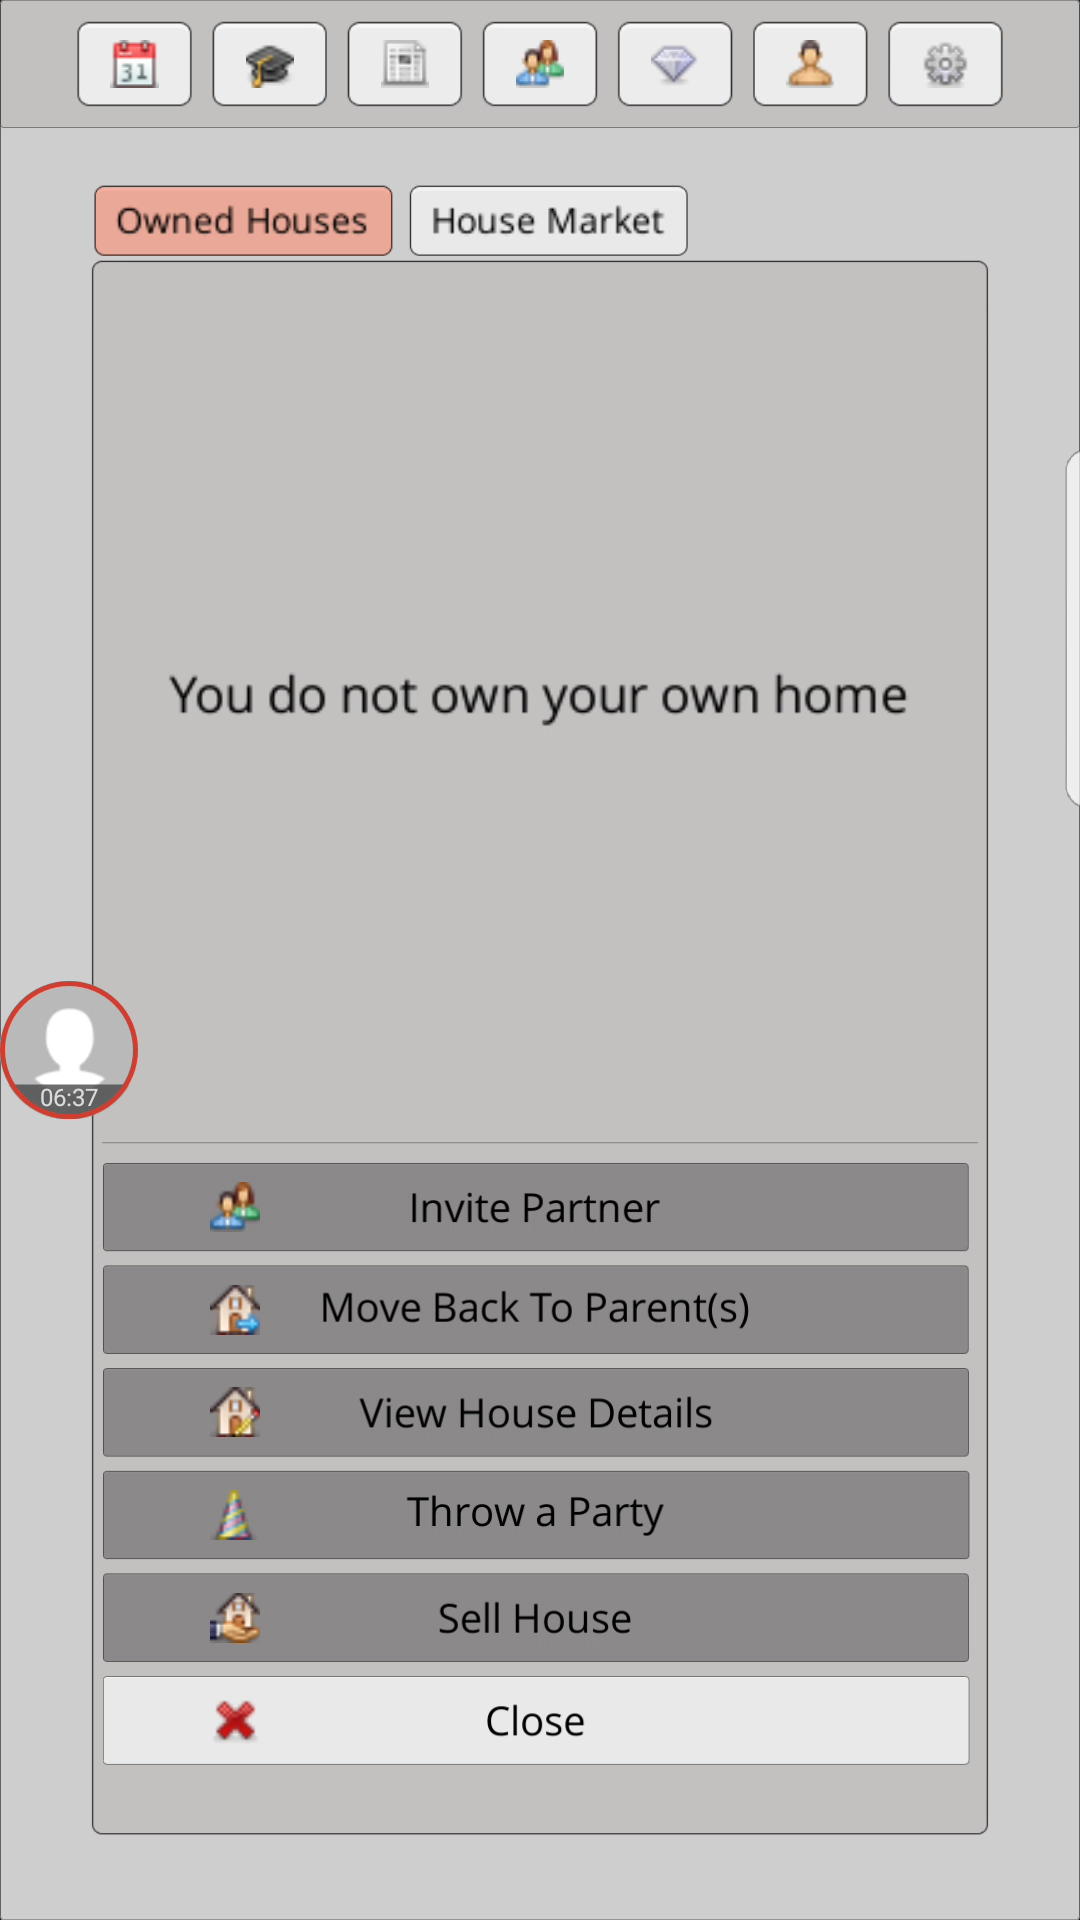 31
Owned Houses
House Market
You do not own your own home
06:37
Invite Partner
Move Back To Parent(s)
View House Details
Throw a Party
Sell House
Close